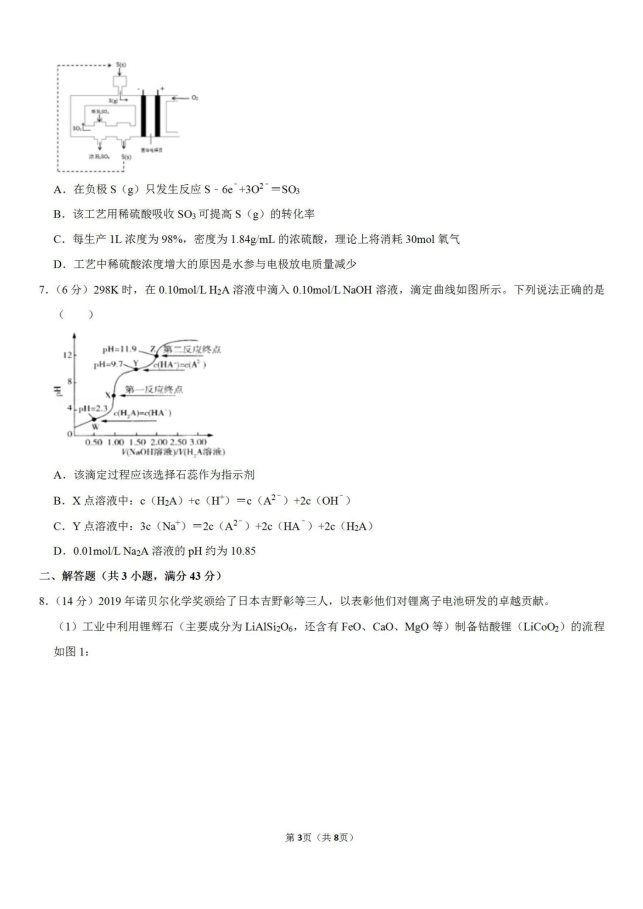 S(s)
- +
O₂
S(g)
SO₃
浓H₂SO₄ S(s)
A．在负极 S（g）只发生反应 S﹣6e⁻+3O²⁻＝SO₃
B．该工艺用稀硫酸吸收 SO₃ 可提高 S（g）的转化率
C．每生产 1L 浓度为 98%，密度为 1.84g/mL 的浓硫酸，理论上将消耗 30mol 氧气
D．工艺中稀硫酸浓度增大的原因是水参与电极放电质量减少
7．（6 分）298K 时，在 0.10mol/L H₂A 溶液中滴入 0.10mol/L NaOH 溶液，滴定曲线如图所示。下列说法正确的是
（　　）
pH=11.9 Z 第二反应终点
12
pH=9.7 Y c(HA⁻)=c(A²⁻)
8
pH
X 第一反应终点
4 pH=2.3 c(H₂A)=c(HA⁻)
W
0
0.50 1.00 1.50 2.00 2.50 3.00
V(NaOH溶液)/V(H₂A溶液)
A．该滴定过程应该选择石蕊作为指示剂
B．X 点溶液中：c（H₂A）+c（H⁺）＝c（A²⁻）+2c（OH⁻）
C．Y 点溶液中：3c（Na⁺）＝2c（A²⁻）+2c（HA⁻）+2c（H₂A）
D．0.01mol/L Na₂A 溶液的 pH 约为 10.85
二、解答题（共 3 小题，满分 43 分）
8．（14 分）2019 年诺贝尔化学奖颁给了日本吉野彰等三人，以表彰他们对锂离子电池研发的卓越贡献。
（1）工业中利用锂辉石（主要成分为 LiAlSi₂O₆，还含有 FeO、CaO、MgO 等）制备钴酸锂（LiCoO₂）的流程
如图 1：
第3页（共8页）